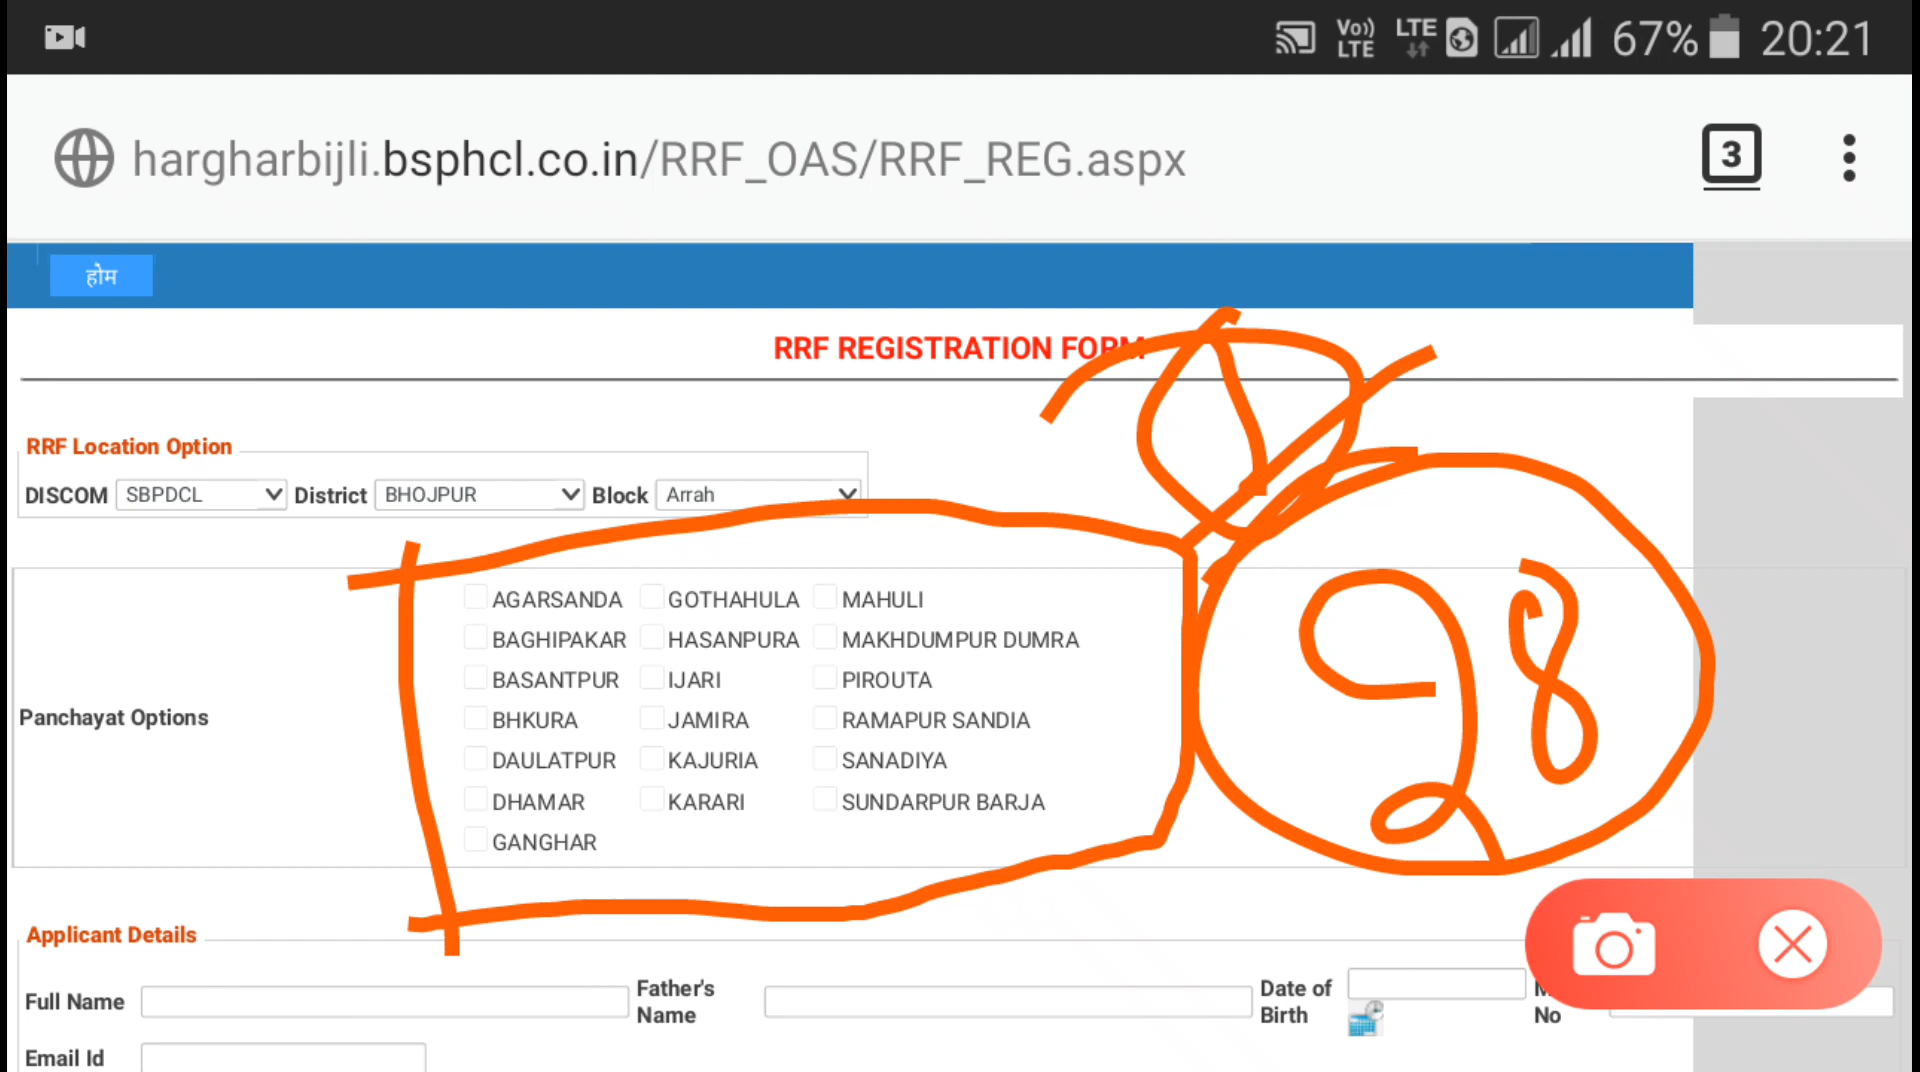 Vo)) LTE LTE 67% 20:21
hargharbijli.bsphcl.co.in/RRF_OAS/RRF_REG.aspx 3
होम
RRF REGISTRATION FORM
RRF Location Option
DISCOM SBPDCL District BHOJPUR Block Arrah
AGARSANDA GOTHAHULA MAHULI
BAGHIPAKAR HASANPURA MAKHDUMPUR DUMRA
BASANTPUR IJARI PIROUTA
Panchayat Options
BHKURA JAMIRA RAMAPUR SANDIA
DAULATPUR KAJURIA SANADIYA
DHAMAR KARARI SUNDARPUR BARJA
GANGHAR
Applicant Details
Full Name Father's Name Date of Birth No
Email Id